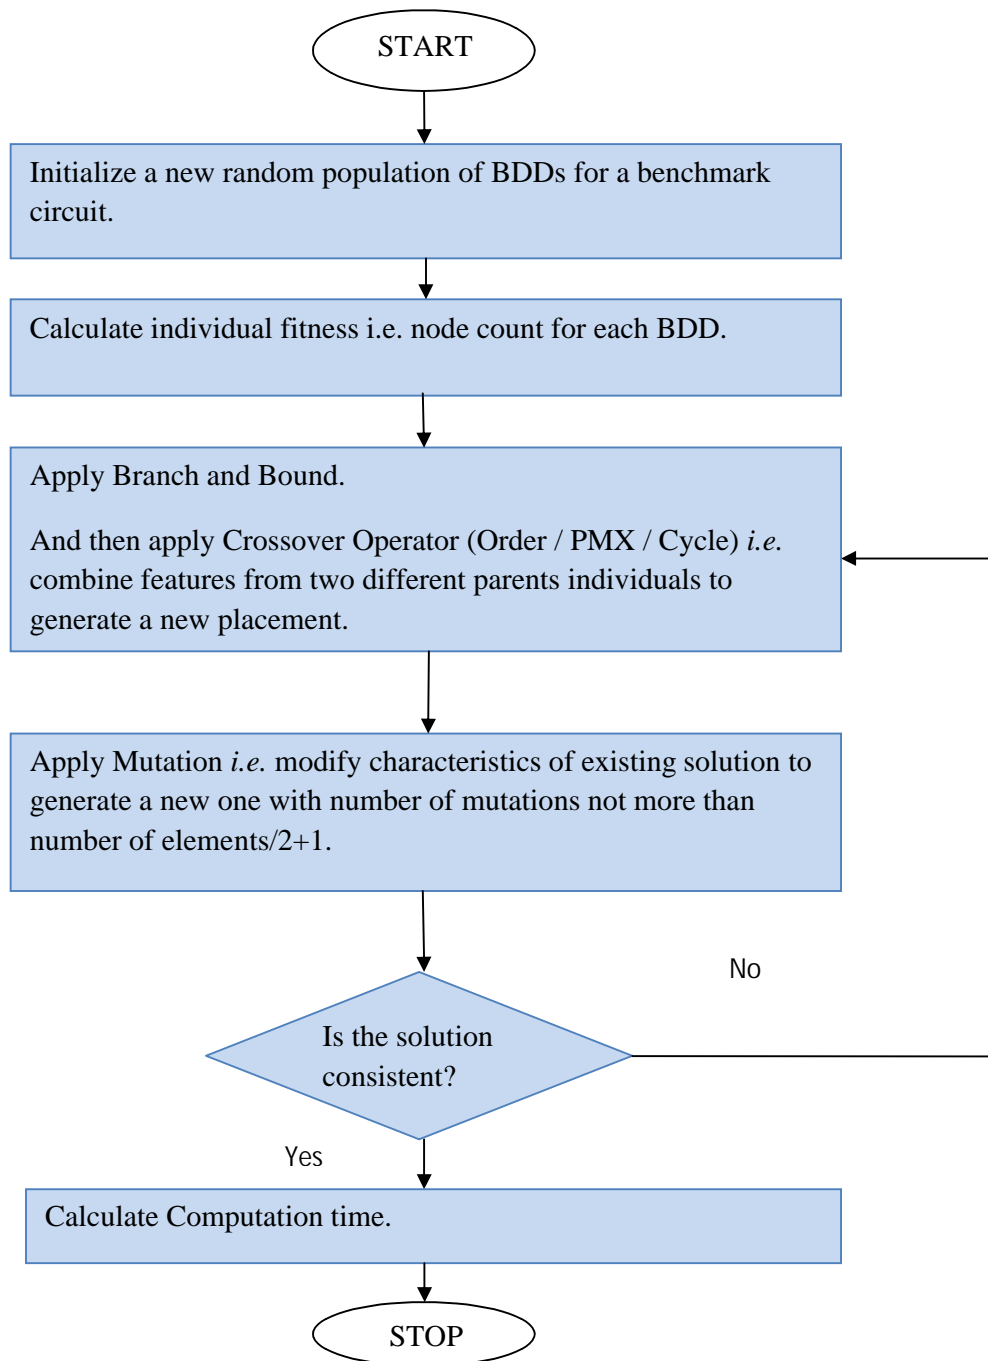 START
Initialize a new random population of BDDs for a benchmark
circuit.
Calculate individual fitness i.e. node count for each BDD.
Apply Branch and Bound.
And then apply Crossover Operator (Order / PMX / Cycle) i.e.
combine features from two different parents individuals to
generate a new placement.
Apply Mutation i.e. modify characteristics of existing solution to
generate a new one with number of mutations not more than
number of elements/2+1.
No
Is the solution
consistent?
Yes
Calculate Computation time.
STOP